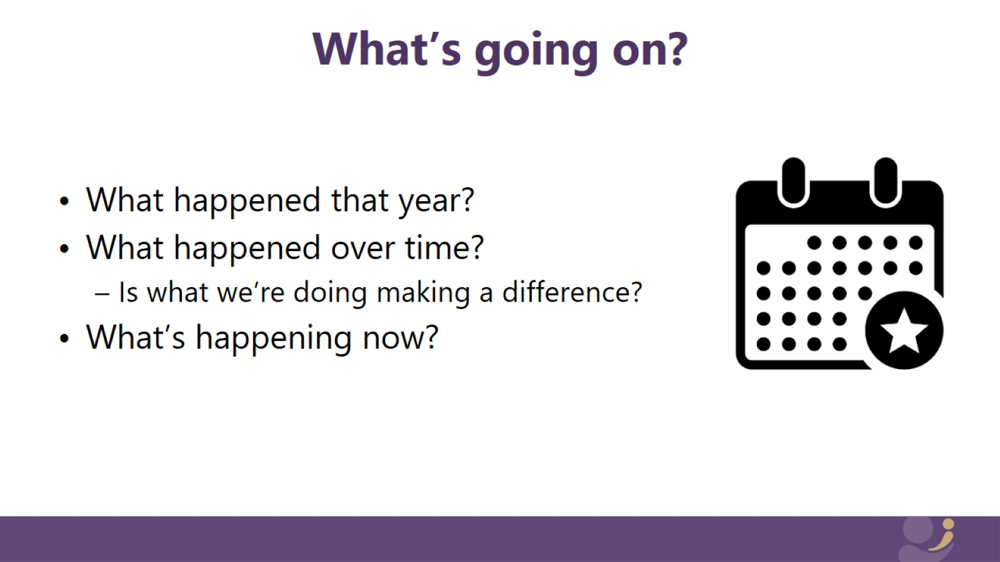 What’s going on?
• What happened that year?
• What happened over time?
– Is what we’re doing making a difference?
• What’s happening now?